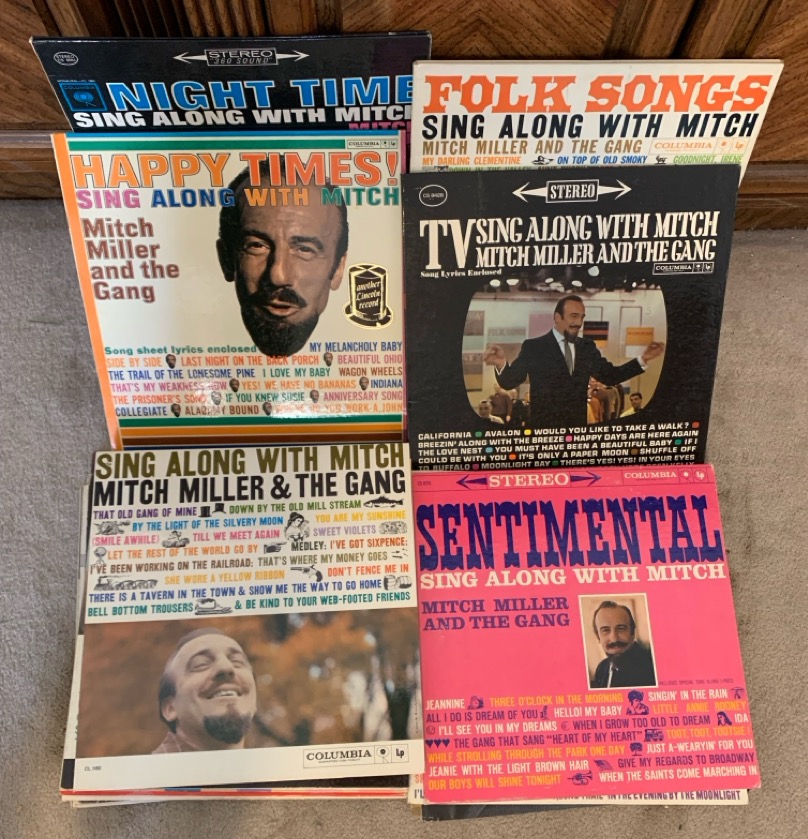 STEREO
"360 SOUND"
COLUMBIA
NIGHT TIME
SING ALONG WITH MITCH
MITCH
FOLK SONGS
SING ALONG WITH MITCH
MITCH MILLER AND THE GANG
COLUMBIA
MY DARLING CLEMENTINE ON TOP OF OLD SMOKY GOODNIGHT, IRENE
COLUMBIA
HAPPY TIMES!
SING ALONG WITH MITCH
Mitch
Miller
and the
Gang
another
Lincoln
record
Song sheet lyrics enclosed MY MELANCHOLY BABY
SIDE BY SIDE LAST NIGHT ON THE BACK PORCH BEAUTIFUL OHIO
THE TRAIL OF THE LONESOME PINE I LOVE MY BABY WAGON WHEELS
THAT'S MY WEAKNESS NOW YES! WE HAVE NO BANANAS INDIANA
THE PRISONER'S SONG IF YOU KNEW SUSIE ANNIVERSARY SONG
COLLEGIATE BOUND WORK A JOHN
STEREO
TV SING ALONG WITH MITCH
MITCH MILLER AND THE GANG
Song Lyrics Enclosed
COLUMBIA
CALIFORNIA AVALON WOULD YOU LIKE TO TAKE A WALK?
BREEZIN' ALONG WITH THE BREEZE HAPPY DAYS ARE HERE AGAIN
THE LOVE NEST YOU MUST HAVE BEEN A BEAUTIFUL BABY IF I
COULD BE WITH YOU IT'S ONLY A PAPER MOON SHUFFLE OFF
TO BUFFALO MOONLIGHT BAY THERE'S YES! YES! IN YOUR EYES
SING ALONG WITH MITCH
MITCH MILLER & THE GANG
THAT OLD GANG OF MINE DOWN BY THE OLD MILL STREAM
BY THE LIGHT OF THE SILVERY MOON YOU ARE MY SUNSHINE
(SMILE AWHILE) TILL WE MEET AGAIN SWEET VIOLETS
LET THE REST OF THE WORLD GO BY MEDLEY: I'VE GOT SIXPENCE;
I'VE BEEN WORKING ON THE RAILROAD; THAT'S WHERE MY MONEY GOES
SHE WORE A YELLOW RIBBON DON'T FENCE ME IN
THERE IS A TAVERN IN THE TOWN & SHOW ME THE WAY TO GO HOME
BELL BOTTOM TROUSERS & BE KIND TO YOUR WEB-FOOTED FRIENDS
COLUMBIA Lp
STEREO
COLUMBIA
SENTIMENTAL
SING ALONG WITH MITCH
MITCH MILLER
AND THE GANG
JEANNINE THREE O'CLOCK IN THE MORNING SINGIN' IN THE RAIN
ALL I DO IS DREAM OF YOU HELLO! MY BABY LITTLE ANNIE ROONEY
I'LL SEE YOU IN MY DREAMS WHEN I GROW TOO OLD TO DREAM IDA
THE GANG THAT SANG "HEART OF MY HEART" TOOT, TOOT, TOOTSIE!
WHILE STROLLING THROUGH THE PARK ONE DAY JUST A-WEARYIN' FOR YOU
JEANIE WITH THE LIGHT BROWN HAIR GIVE MY REGARDS TO BROADWAY
OUR BOYS WILL SHINE TONIGHT WHEN THE SAINTS COME MARCHING IN
IN THE EVENING BY THE MOONLIGHT